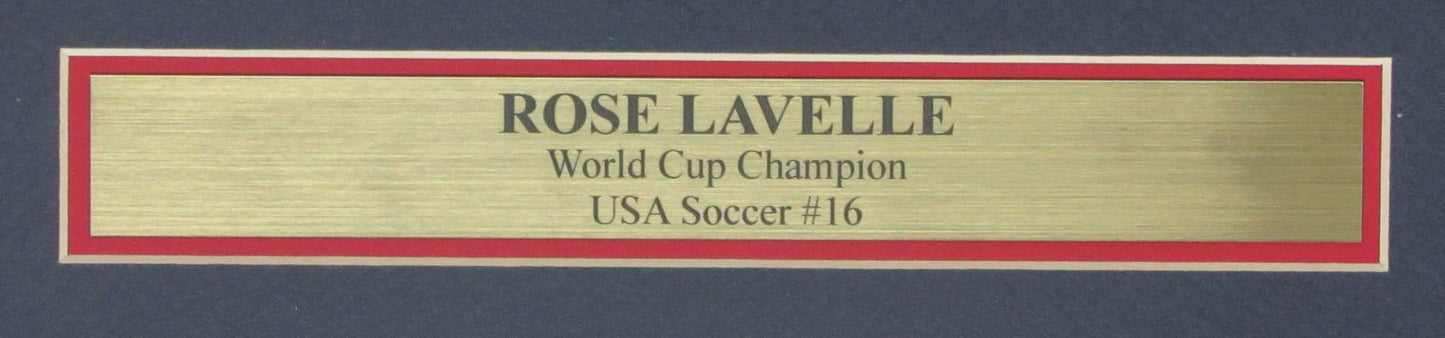 ROSE LAVELLE
World Cup Champion
USA Soccer #16